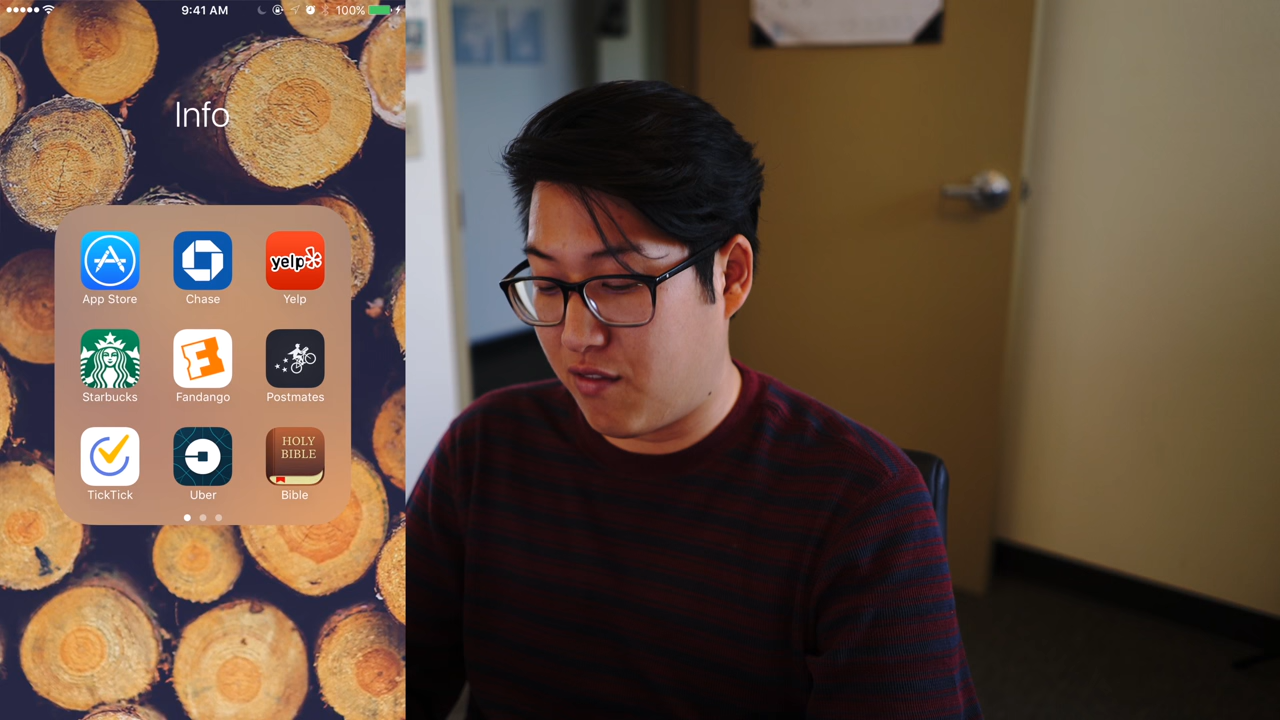 9:41 AM
100%
Info
App Store
Chase
yelp
Yelp
Starbucks
Fandango
Postmates
HOLY
BIBLE
TickTick
Uber
Bible